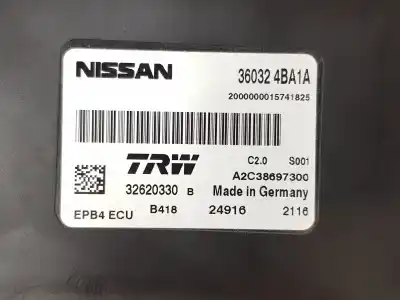 NISSAN 36032 4BA1A
2000000015741825
TRW C2.0 S001
A2C38697300
32620330 B Made in Germany
EPB4 ECU B418 24916 2116